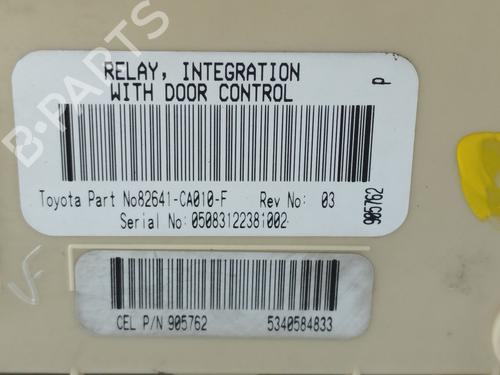 RELAY, INTEGRATION
WITH DOOR CONTROL
P
Toyota Part No82641-CA010-F Rev No: 03
Serial No:05083122381002
905762
CEL P/N 905762 5340584833
B-PARTS